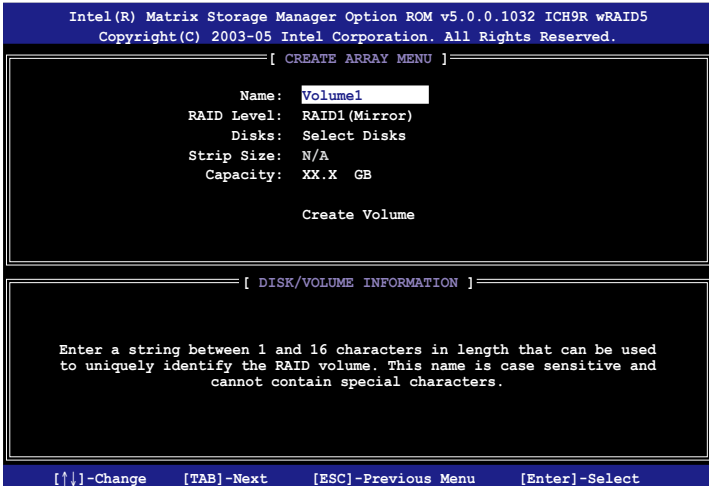 Intel(R) Matrix Storage Manager Option ROM v5.0.0.1032 ICH9R wRAID5
Copyright(C) 2003-05 Intel Corporation. All Rights Reserved.
[ CREATE ARRAY MENU ]
Name: Volume1
RAID Level: RAID1(Mirror)
Disks: Select Disks
Strip Size: N/A
Capacity: XX.X GB
Create Volume
[ DISK/VOLUME INFORMATION ]
Enter a string between 1 and 16 characters in length that can be used
to uniquely identify the RAID volume. This name is case sensitive and
cannot contain special characters.
[↑↓]-Change [TAB]-Next [ESC]-Previous Menu [Enter]-Select